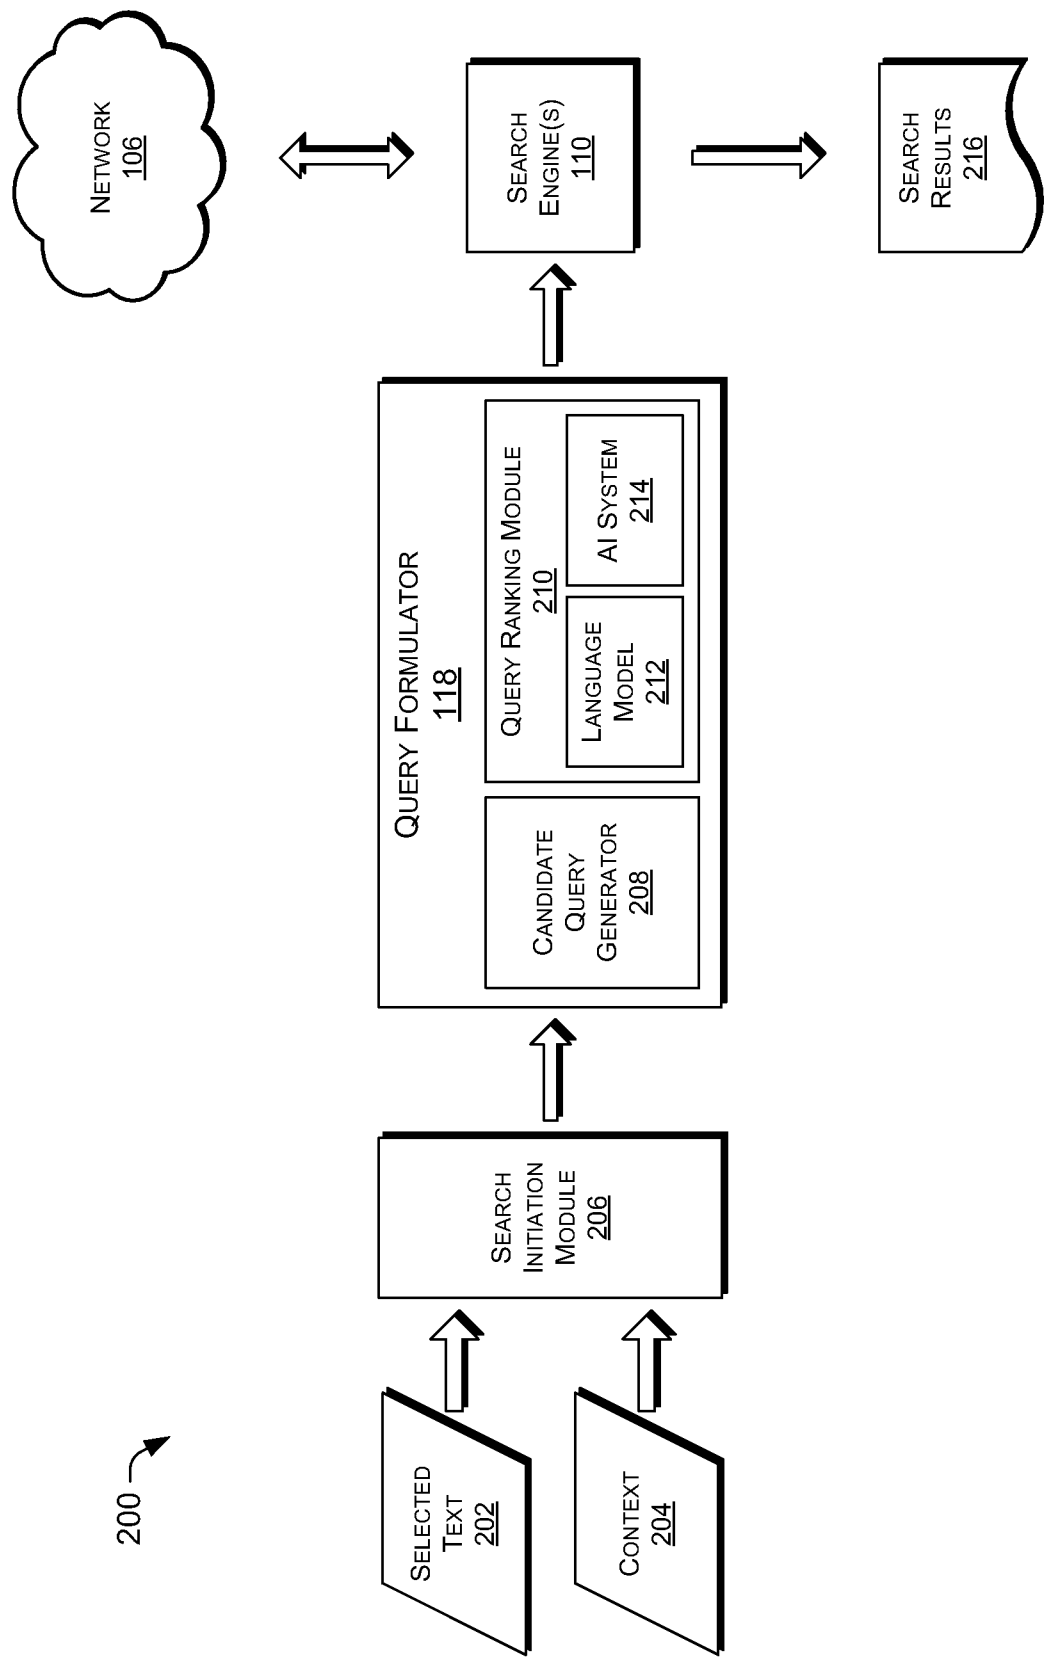 200
SELECTED
TEXT
202
CONTEXT
204
SEARCH
INITIATION
MODULE
206
QUERY FORMULATOR
118
CANDIDATE
QUERY
GENERATOR
208
QUERY RANKING MODULE
210
LANGUAGE
MODEL
212
AI SYSTEM
214
NETWORK
106
SEARCH
ENGINE(S)
110
SEARCH
RESULTS
216